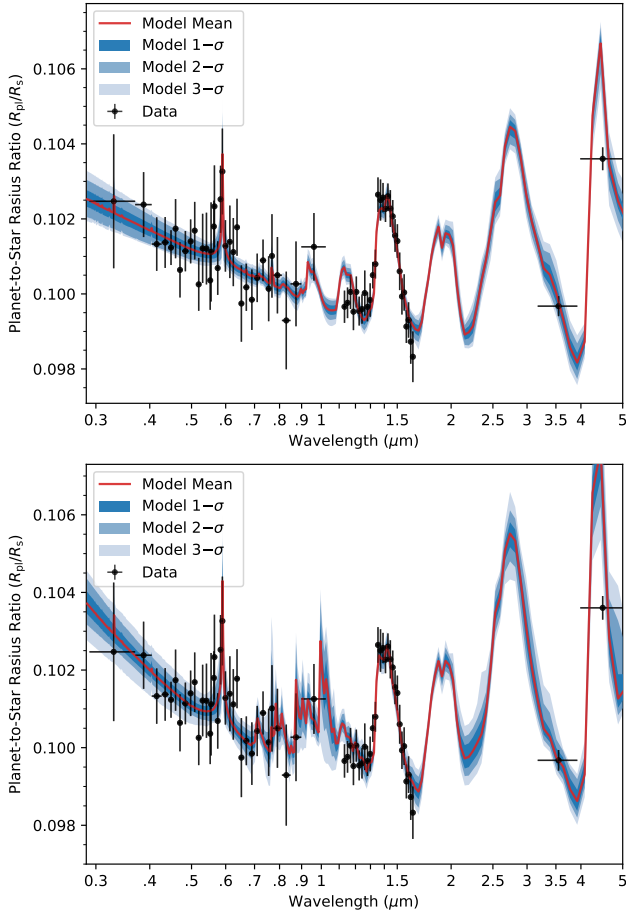 Model Mean
Model 1−σ
Model 2−σ
Model 3−σ
Data
Planet-to-Star Rasius Ratio (Rpl/Rs)
0.106
0.104
0.102
0.100
0.098
0.3 .4 .5 .6 .7 .8 .9 1 1.5 2 2.5 3 4 5
Wavelength (μm)
Model Mean
Model 1−σ
Model 2−σ
Model 3−σ
Data
Planet-to-Star Rasius Ratio (Rpl/Rs)
0.106
0.104
0.102
0.100
0.098
0.3 .4 .5 .6 .7 .8 .9 1 1.5 2 2.5 3 4 5
Wavelength (μm)